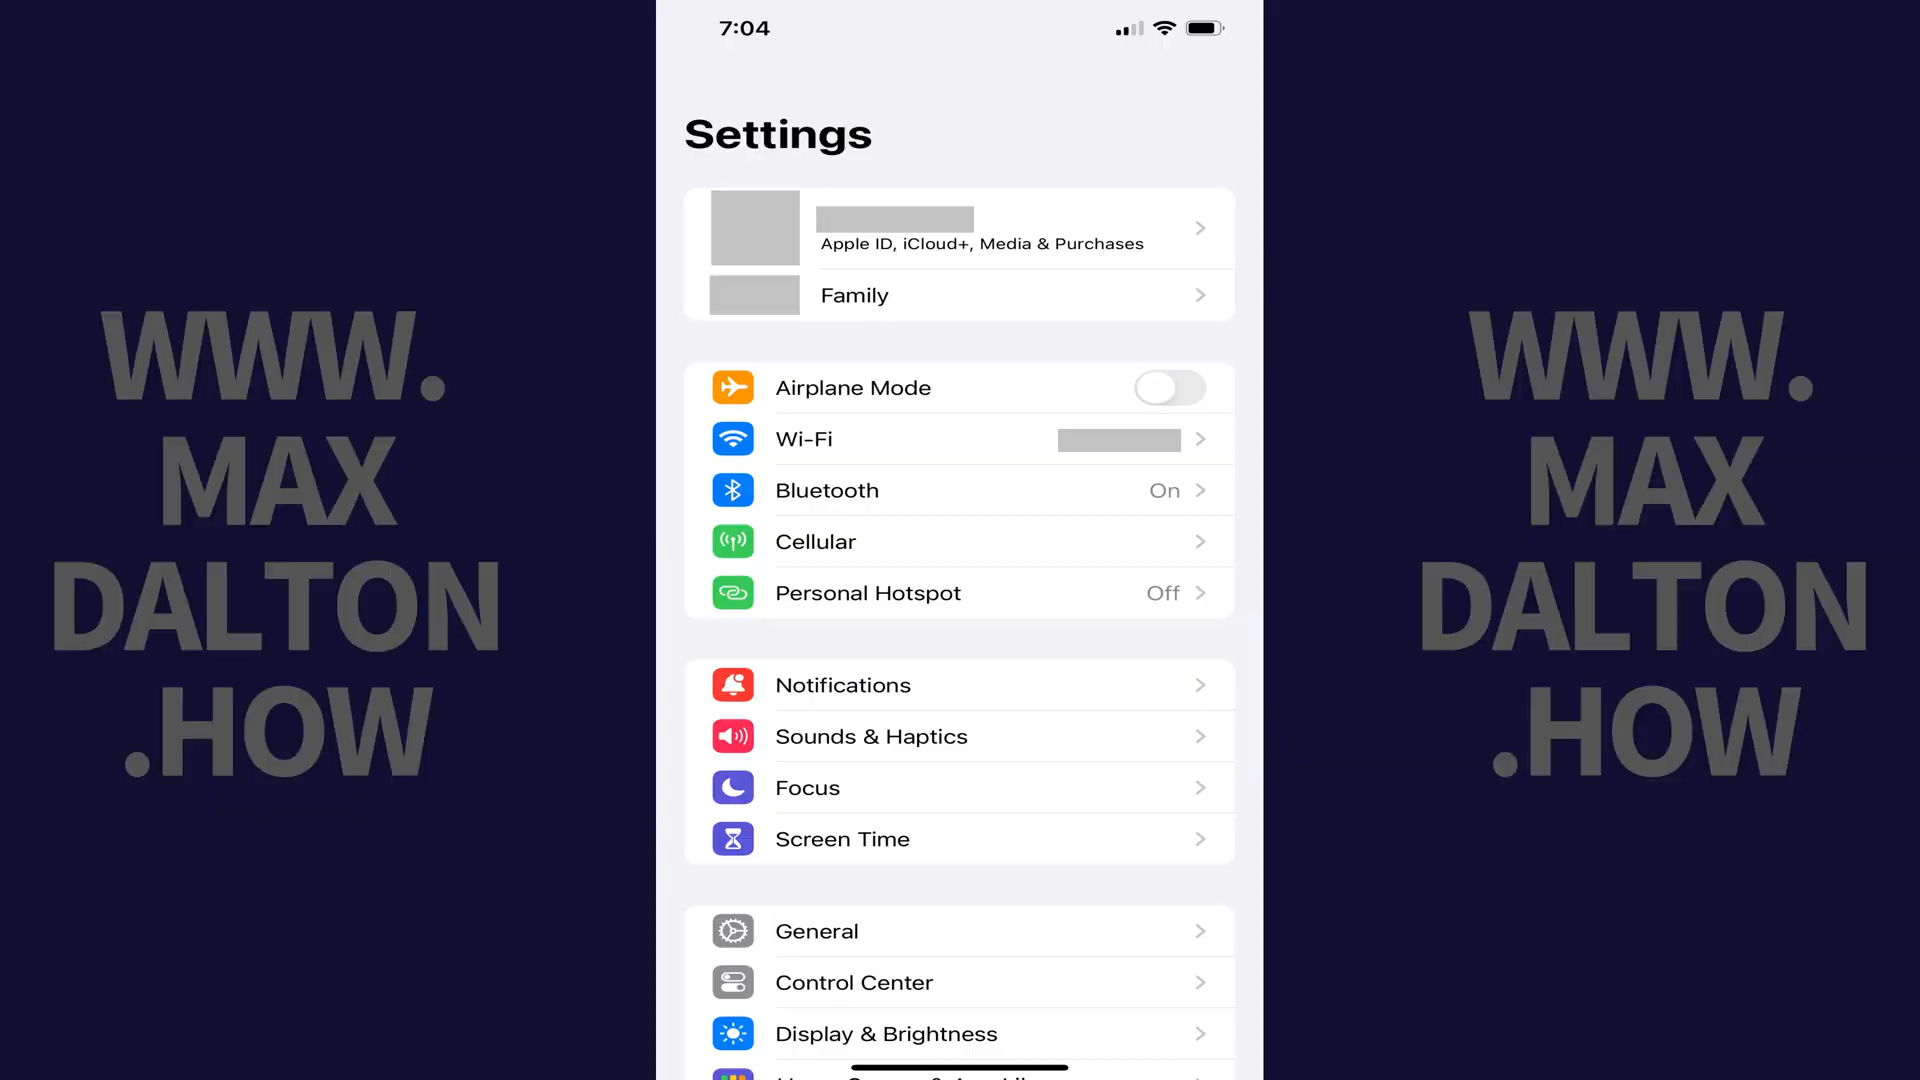 7:04
Settings
Apple ID, iCloud+, Media & Purchases
Family
Airplane Mode
Wi-Fi
Bluetooth On
Cellular
Personal Hotspot Off
Notifications
Sounds & Haptics
Focus
Screen Time
General
Control Center
Display & Brightness
WWW.
MAX
DALTON
.HOW
WWW.
MAX
DALTON
.HOW